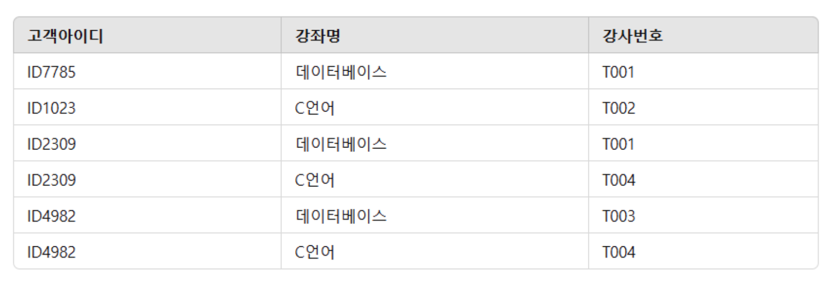 고객아이디 강좌명 강사번호
ID7785 데이터베이스 T001
ID1023 C언어 T002
ID2309 데이터베이스 T001
ID2309 C언어 T004
ID4982 데이터베이스 T003
ID4982 C언어 T004